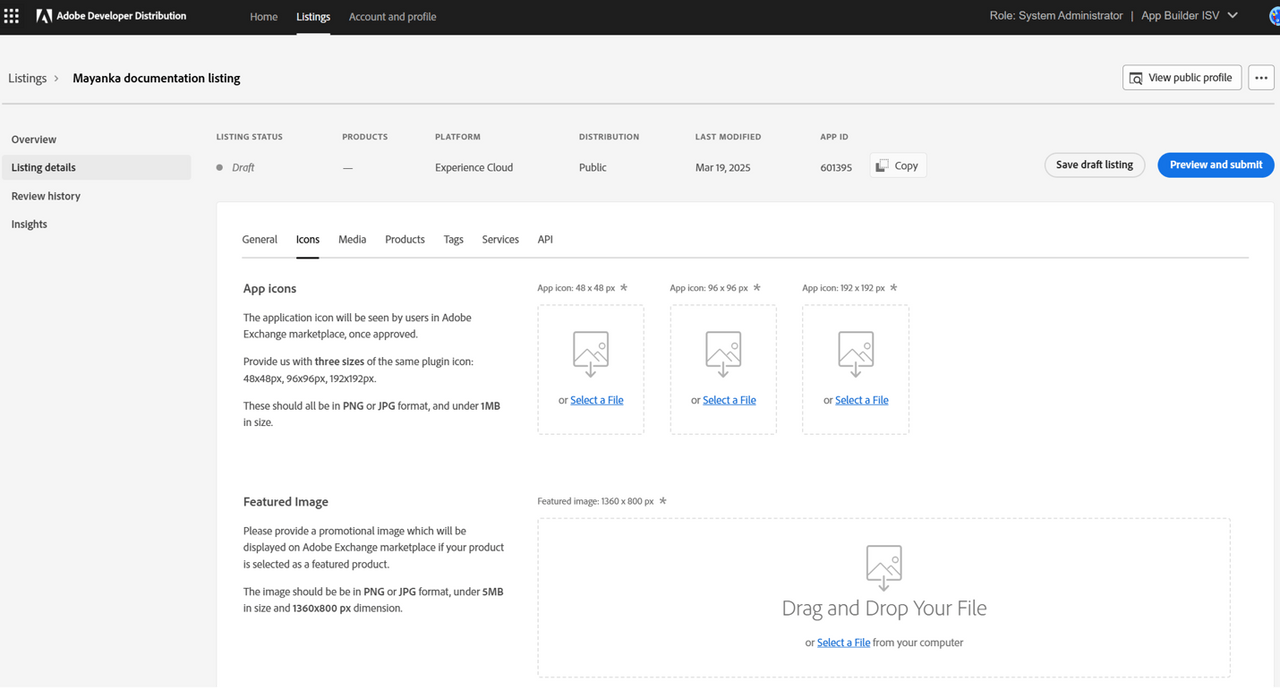 Adobe Developer Distribution
Home Listings Account and profile
Role: System Administrator | App Builder ISV
Listings > Mayanka documentation listing
View public profile
Overview
Listing details
Review history
Insights
LISTING STATUS PRODUCTS PLATFORM DISTRIBUTION LAST MODIFIED APP ID
Draft — Experience Cloud Public Mar 19, 2025 601395 Copy
Save draft listing Preview and submit
General Icons Media Products Tags Services API
App icons
The application icon will be seen by users in Adobe
Exchange marketplace, once approved.
Provide us with three sizes of the same plugin icon:
48x48px, 96x96px, 192x192px.
These should all be in PNG or JPG format, and under 1MB
in size.
App icon: 48 x 48 px * App icon: 96 x 96 px * App icon: 192 x 192 px *
or Select a File or Select a File or Select a File
Featured Image
Please provide a promotional image which will be
displayed on Adobe Exchange marketplace if your product
is selected as a featured product.
The image should be be in PNG or JPG format, under 5MB
in size and 1360x800 px dimension.
Featured image: 1360 x 800 px *
Drag and Drop Your File
or Select a File from your computer